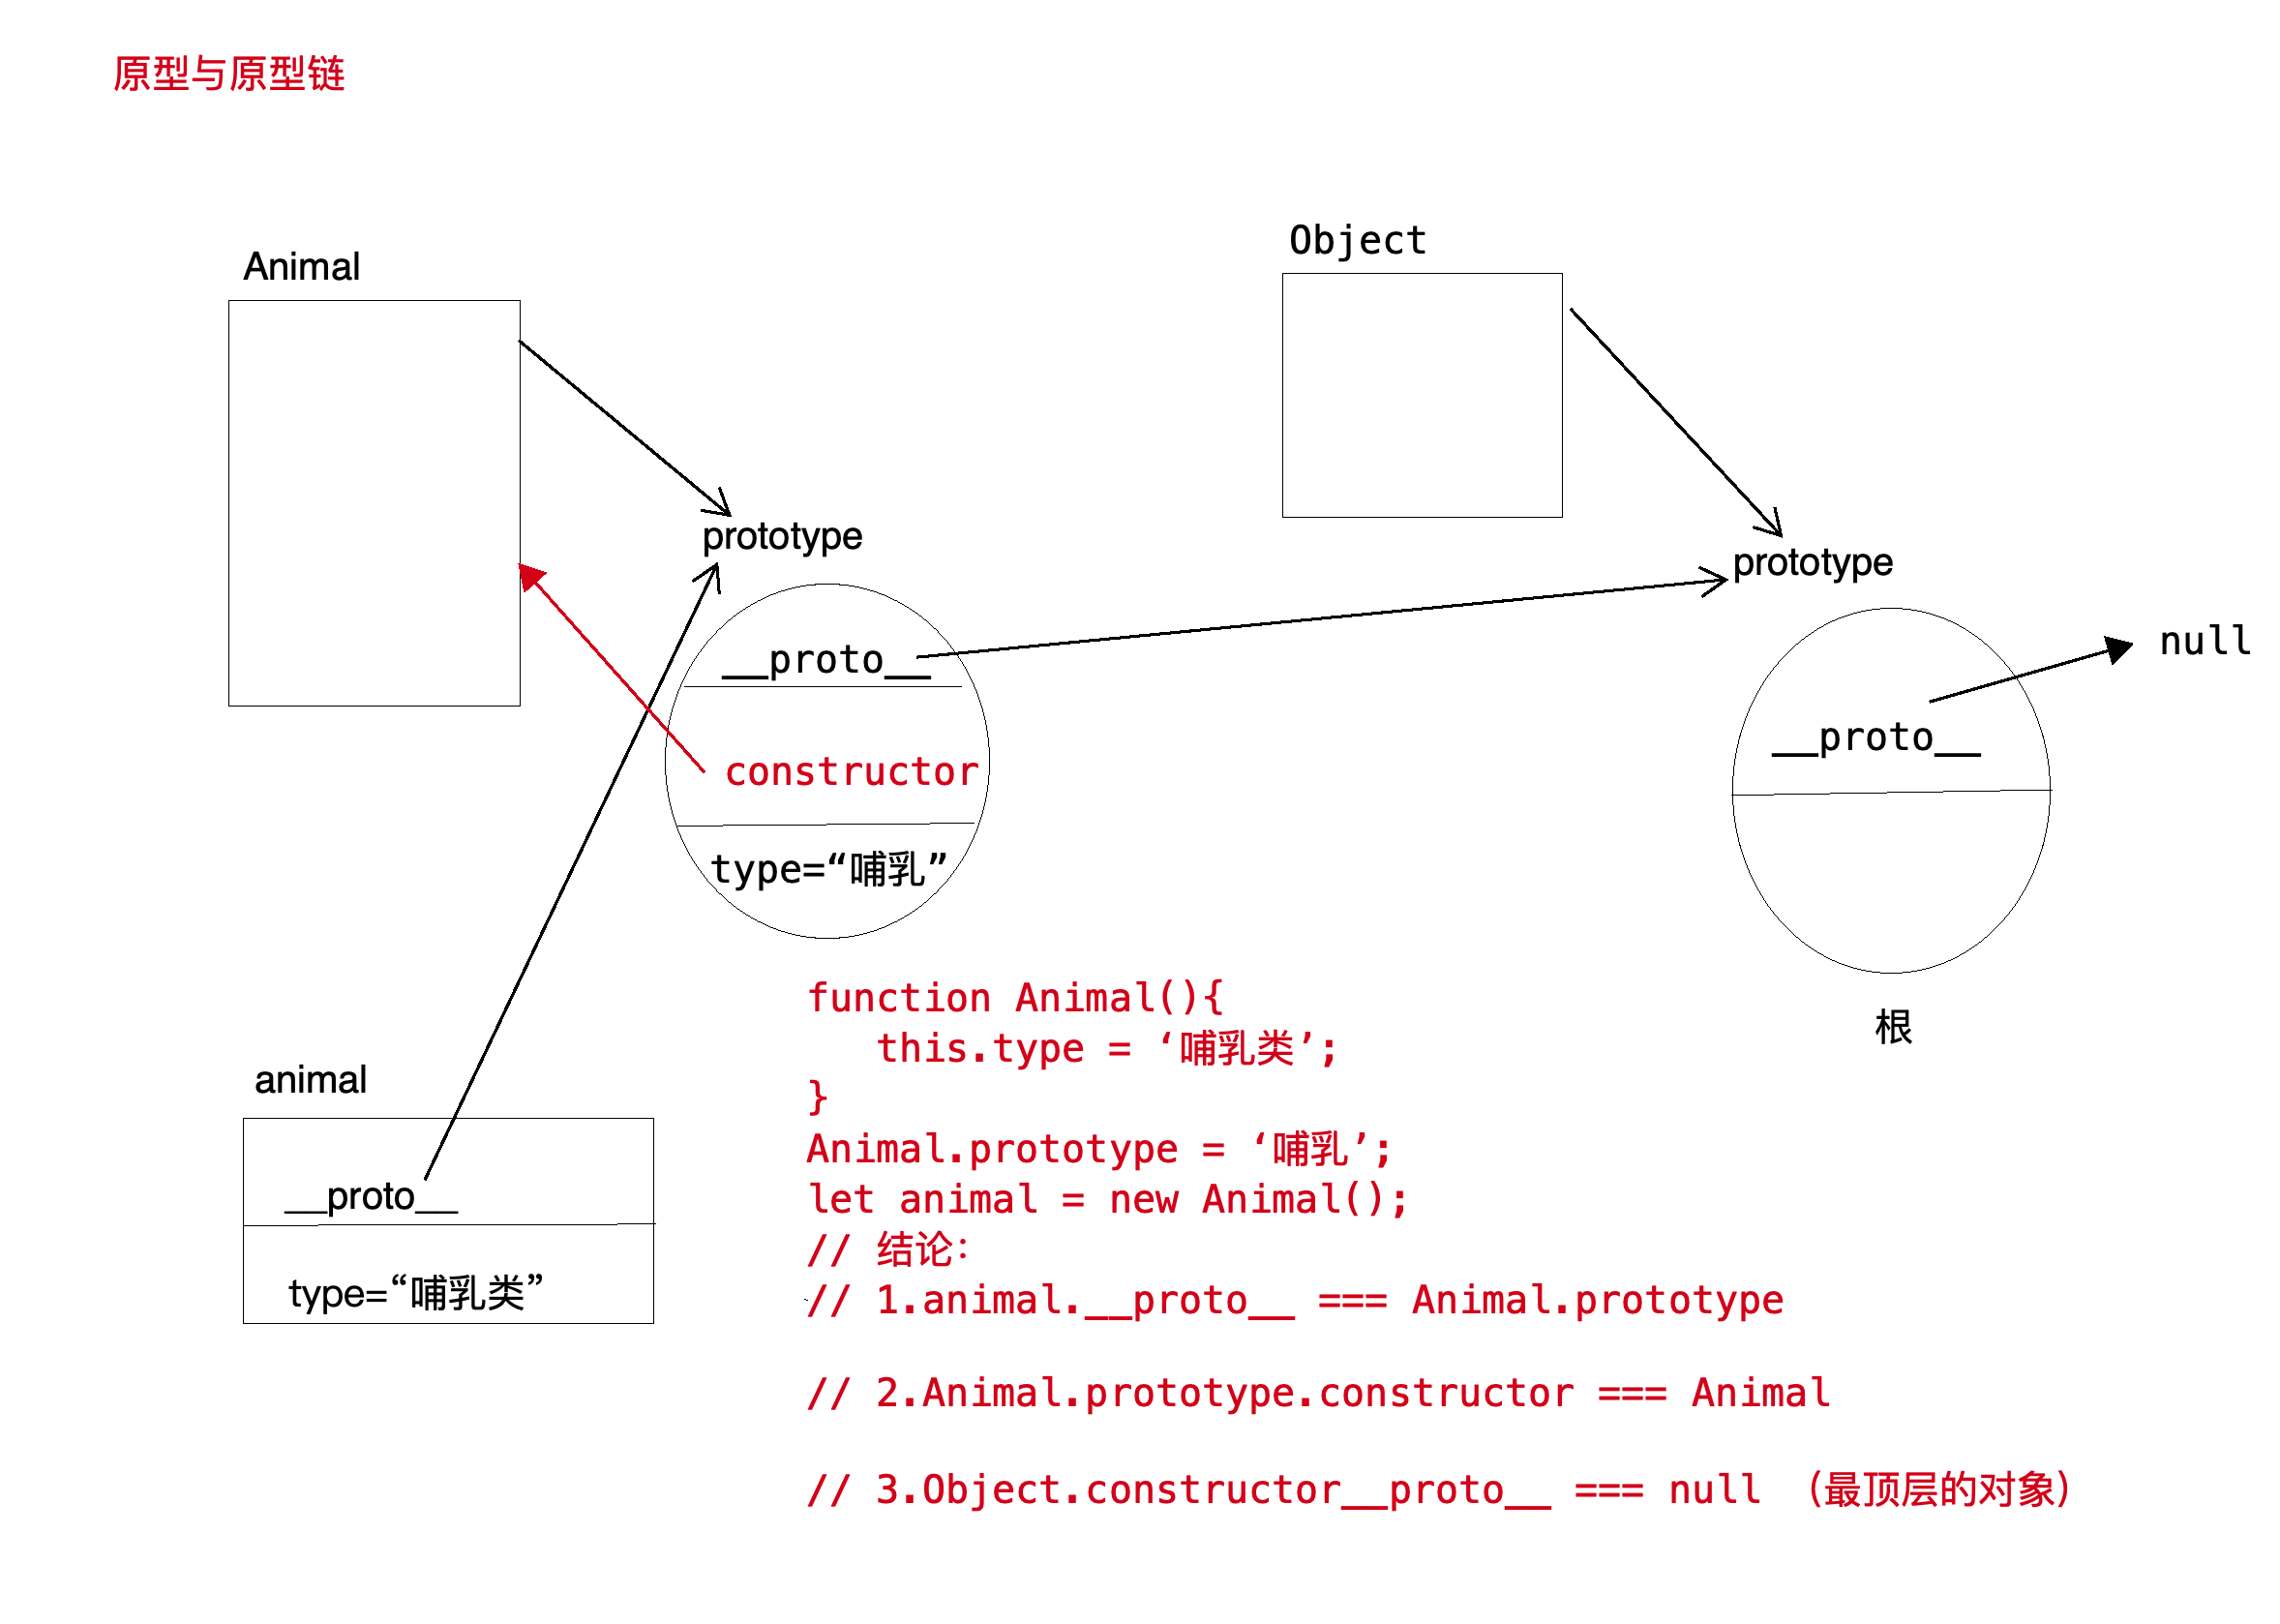 原型与原型链
Animal
Object
prototype
prototype
__proto__
null
constructor
__proto__
type=“哺乳”
根
animal
__proto__
type=“哺乳类”
function Animal(){
this.type = ‘哺乳类’;
}
Animal.prototype = ‘哺乳’;
let animal = new Animal();
// 结论:
// 1.animal.__proto__ === Animal.prototype
// 2.Animal.prototype.constructor === Animal
// 3.Object.constructor__proto__ === null （最顶层的对象）